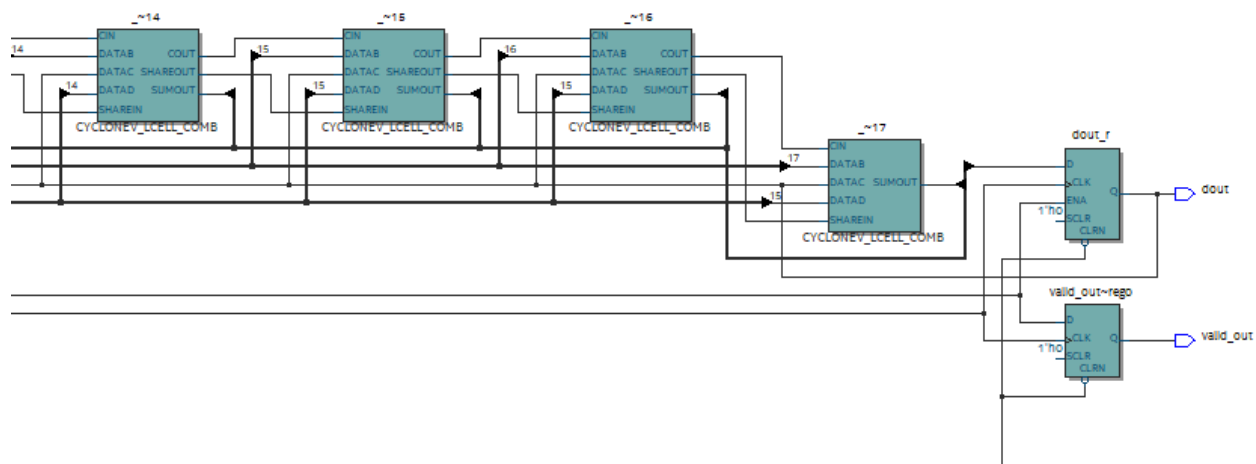 _~14
_~15
_~16
14
CIN
DATAB
DATAC
DATAD
SHAREIN
COUT
SHAREOUT
SUMOUT
14
CYCLONEV_LCELL_COMB
15
CIN
DATAB
DATAC
DATAD
SHAREIN
COUT
SHAREOUT
SUMOUT
15
CYCLONEV_LCELL_COMB
16
CIN
DATAB
DATAC
DATAD
SHAREIN
COUT
SHAREOUT
SUMOUT
15
CYCLONEV_LCELL_COMB
_~17
17
CIN
DATAB
DATAC
DATAD
SHAREIN
SUMOUT
15
CYCLONEV_LCELL_COMB
dout_r
D
CLK
ENA
1'h0
SCLR
CLRN
Q
dout
valid_out~reg0
D
CLK
1'h0
SCLR
CLRN
Q
valid_out